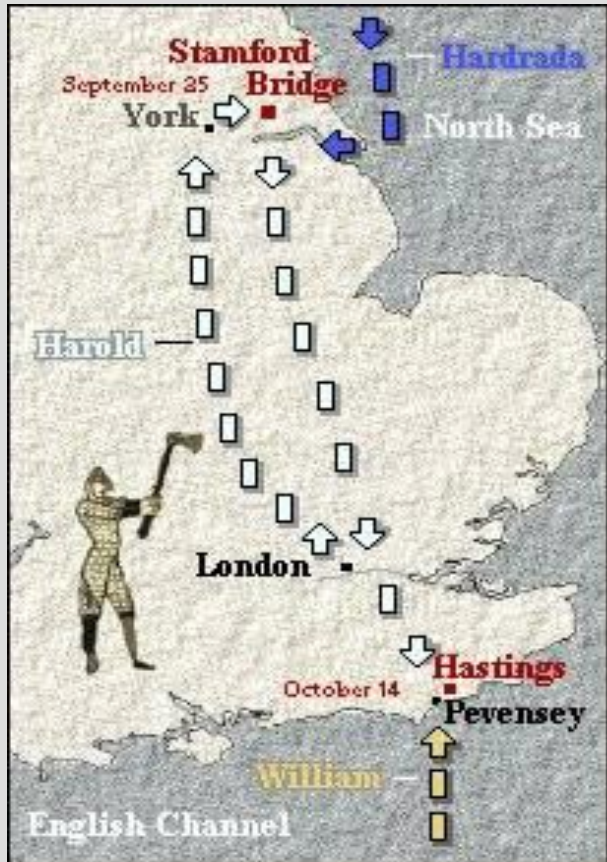 Stamford
Bridge
Hardrada
September 25
York
North Sea
Harold
London
Hastings
October 14
Pevensey
William
English Channel